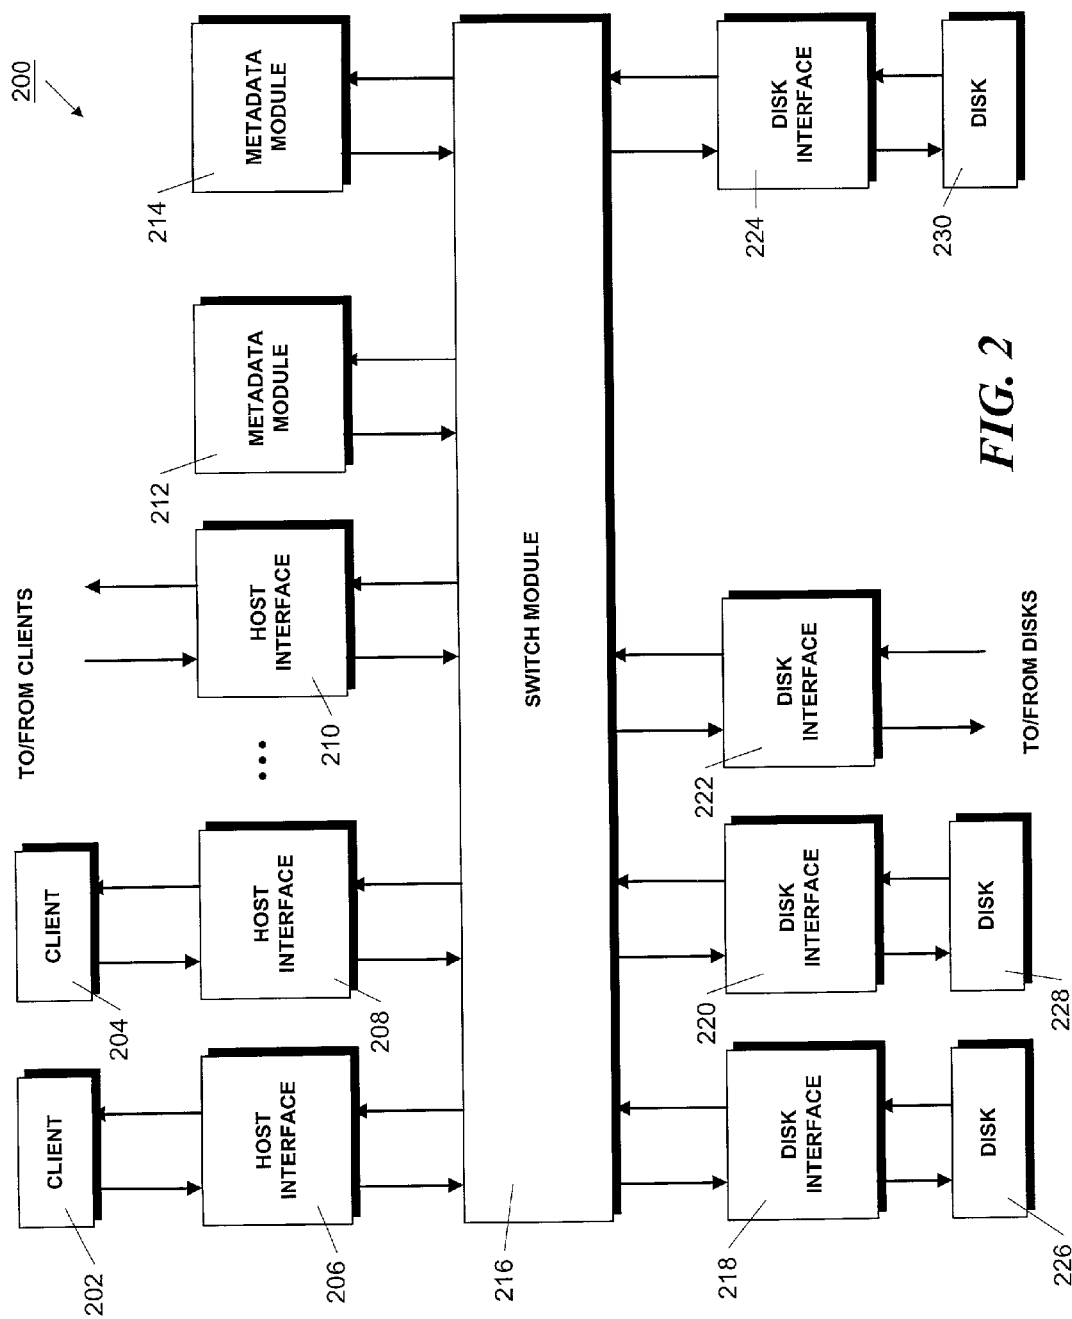 200
TO/FROM CLIENTS
CLIENT
202
CLIENT
204
HOST
INTERFACE
206
HOST
INTERFACE
208
•••
HOST
INTERFACE
210
METADATA
MODULE
212
METADATA
MODULE
214
SWITCH MODULE
216
DISK
INTERFACE
218
DISK
INTERFACE
220
DISK
INTERFACE
222
DISK
INTERFACE
224
DISK
226
DISK
228
TO/FROM DISKS
DISK
230
FIG. 2